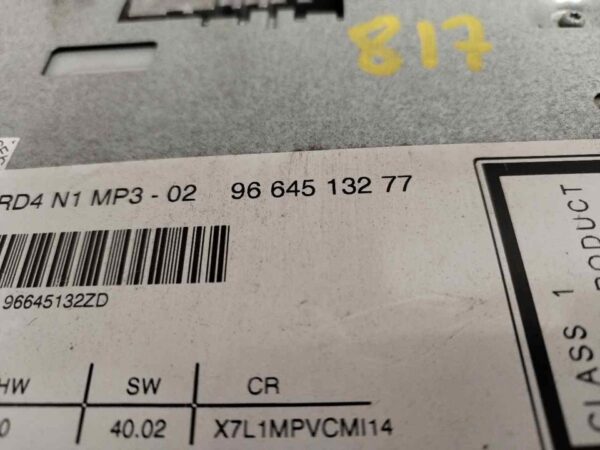 817
RD4 N1 MP3 - 02 96 645 132 77
96645132ZD
HW SW CR
0 40.02 X7L1MPVCMI14
CLASS 1
PRODUCT